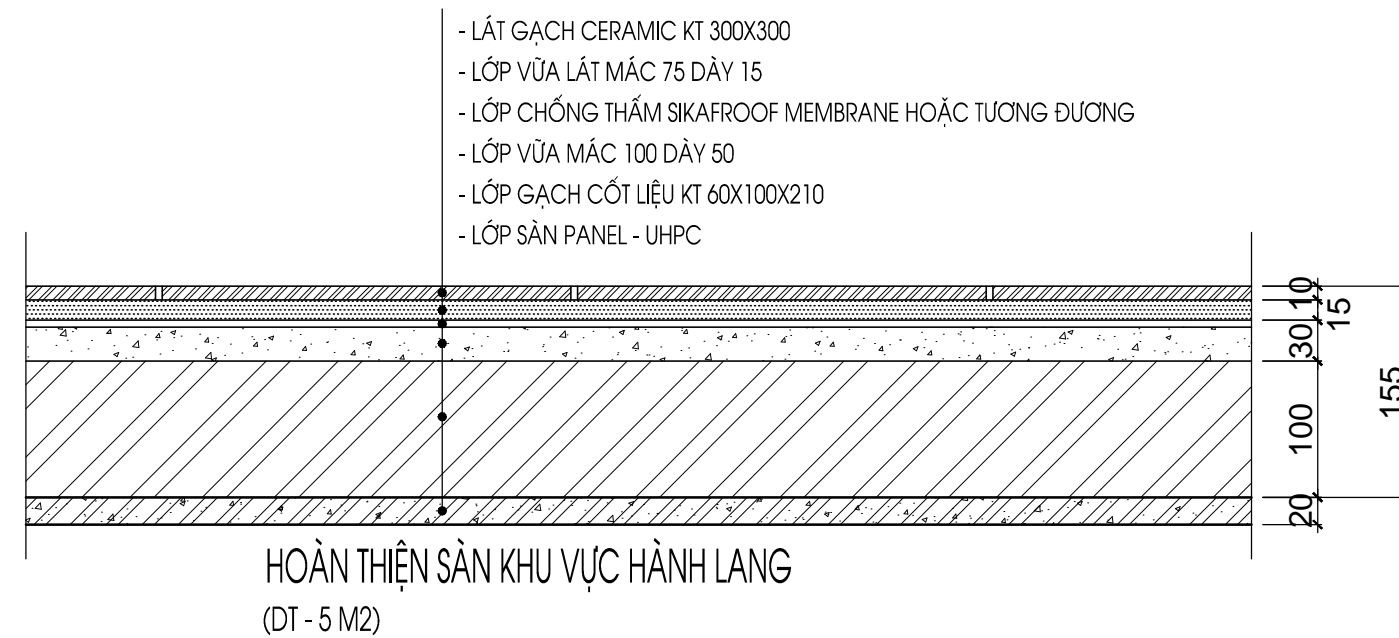 - LÁT GẠCH CERAMIC KT 300X300
- LỚP VỮA LÁT MÁC 75 DÀY 15
- LỚP CHỐNG THẤM SIKAFROOF MEMBRANE HOẶC TƯƠNG ĐƯƠNG
- LỚP VỮA MÁC 100 DÀY 50
- LỚP GẠCH CỐT LIỆU KT 60X100X210
- LỚP SÀN PANEL - UHPC
10
15
30
155
100
20
HOÀN THIỆN SÀN KHU VỰC HÀNH LANG
(DT - 5 M2)